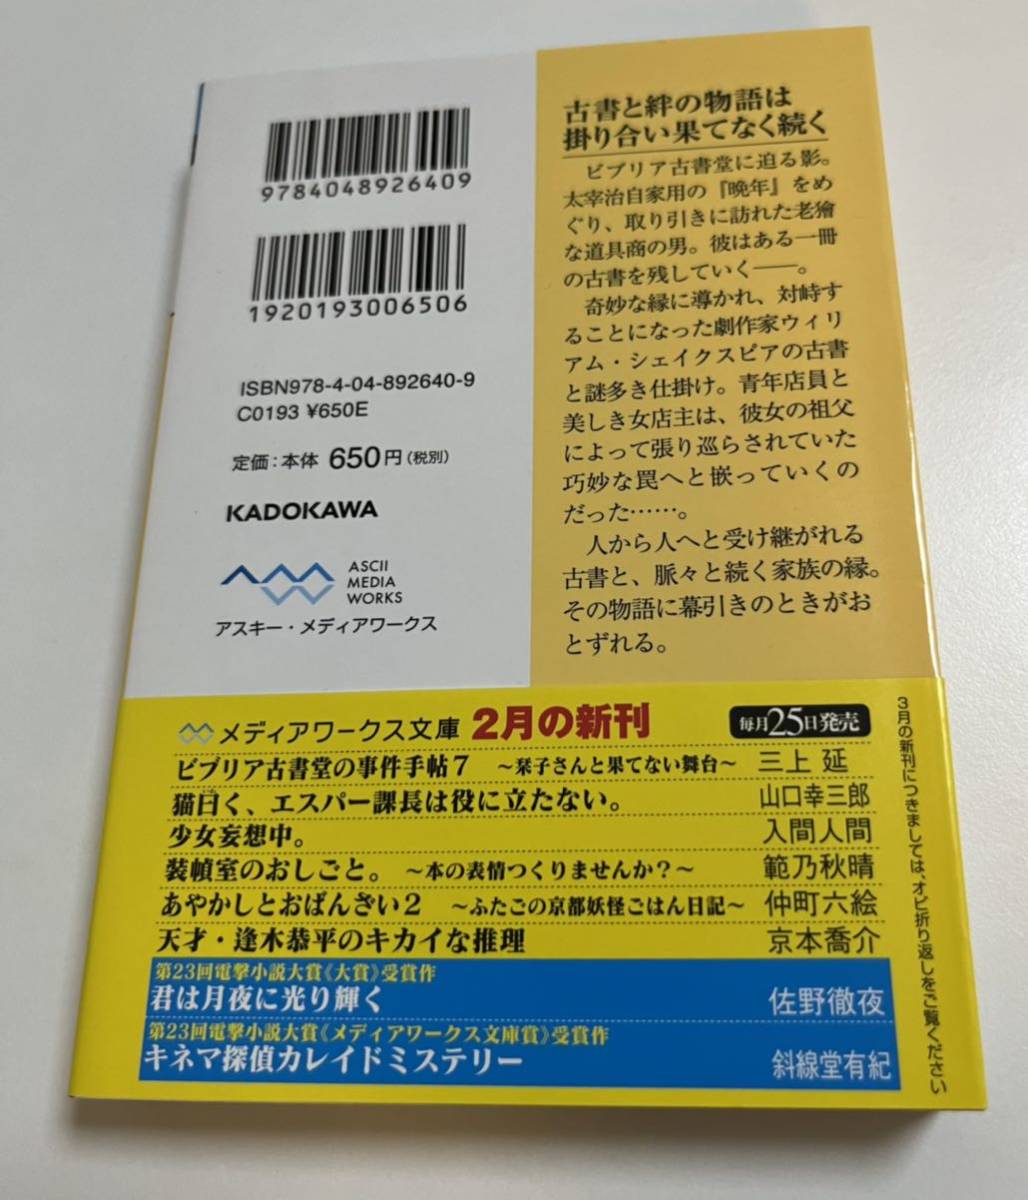 9784048926409
1920193006506
ISBN978-4-04-892640-9
C0193 ¥650E
定価:本体 650円(税別)
KADOKAWA
ASCII
MEDIA
WORKS
アスキー・メディアワークス
古書と絆の物語は
掛り合い果てなく続く
ビブリア古書堂に迫る影。
太宰治自家用の『晩年』をめ
ぐり、取り引きに訪れた老獪
な道具商の男。彼はある一冊
の古書を残していく――。
奇妙な縁に導かれ、対峙す
ることになった劇作家ウィリ
アム・シェイクスピアの古書
と謎多き仕掛け。青年店員と
美しき女店主は、彼女の祖父
によって張り巡らされていた
巧妙な罠へと嵌っていくの
だった……。
人から人へと受け継がれる
古書と、脈々と続く家族の縁。
その物語に幕引きのときがお
とずれる。
メディアワークス文庫 2月の新刊 毎月25日発売
ビブリア古書堂の事件手帖7 ～栞子さんと果てない舞台～ 三上 延
猫曰く、エスパー課長は役に立たない。 山口幸三郎
少女妄想中。 入間人間
装幀室のおしごと。 ～本の表情つくりませんか?～ 範乃秋晴
あやかしとおばんざい2 ～ふたごの京都妖怪ごはん日記～ 仲町六絵
天才・逢木恭平のキカイな推理 京本喬介
第23回電撃小説大賞《大賞》受賞作
君は月夜に光り輝く 佐野徹夜
第23回電撃小説大賞《メディアワークス文庫賞》受賞作
キネマ探偵カレイドミステリー 斜線堂有紀
3月の新刊につきましては、オビ折り返しをご覧ください